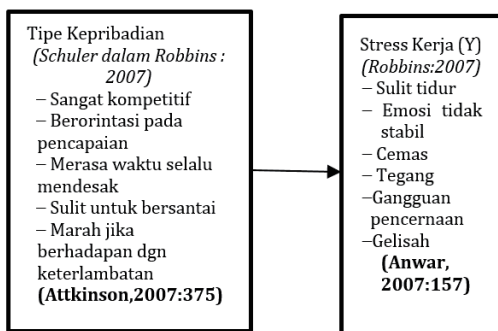 Tipe Kepribadian
(Schuler dalam Robbins :
2007)
– Sangat kompetitif
– Berorintasi pada
pencapaian
– Merasa waktu selalu
mendesak
– Sulit untuk bersantai
– Marah jika
berhadapan dgn
keterlambatan
(Attkinson,2007:375)
Stress Kerja (Y)
(Robbins:2007)
– Sulit tidur
– Emosi tidak
stabil
– Cemas
– Tegang
–Gangguan
pencernaan
–Gelisah
(Anwar,
2007:157)